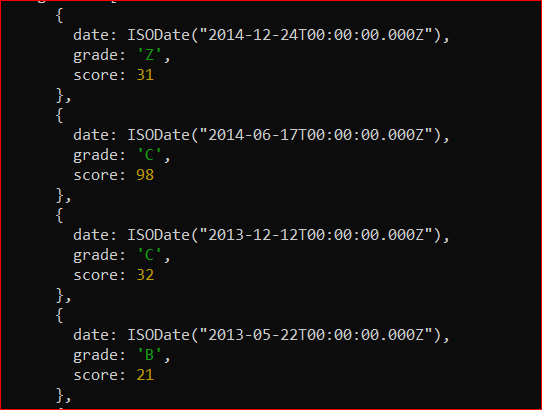 {
date: ISODate("2014-12-24T00:00:00.000Z"),
grade: 'Z',
score: 31
},
{
date: ISODate("2014-06-17T00:00:00.000Z"),
grade: 'C',
score: 98
},
{
date: ISODate("2013-12-12T00:00:00.000Z"),
grade: 'C',
score: 32
},
{
date: ISODate("2013-05-22T00:00:00.000Z"),
grade: 'B',
score: 21
},